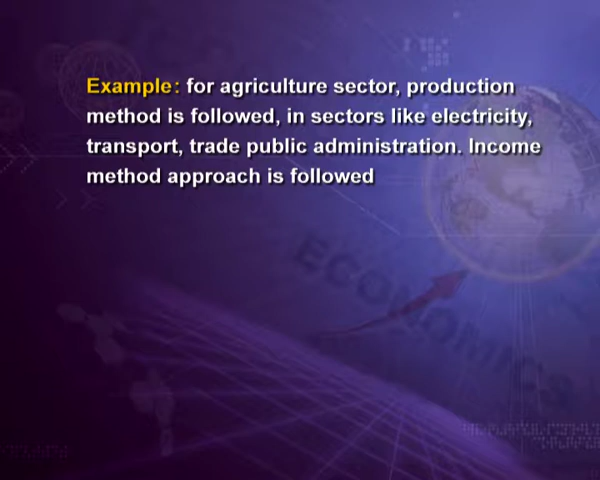 Example: for agriculture sector, production
method is followed, in sectors like electricity,
transport, trade public administration. Income
method approach is followed
ECONOMICS